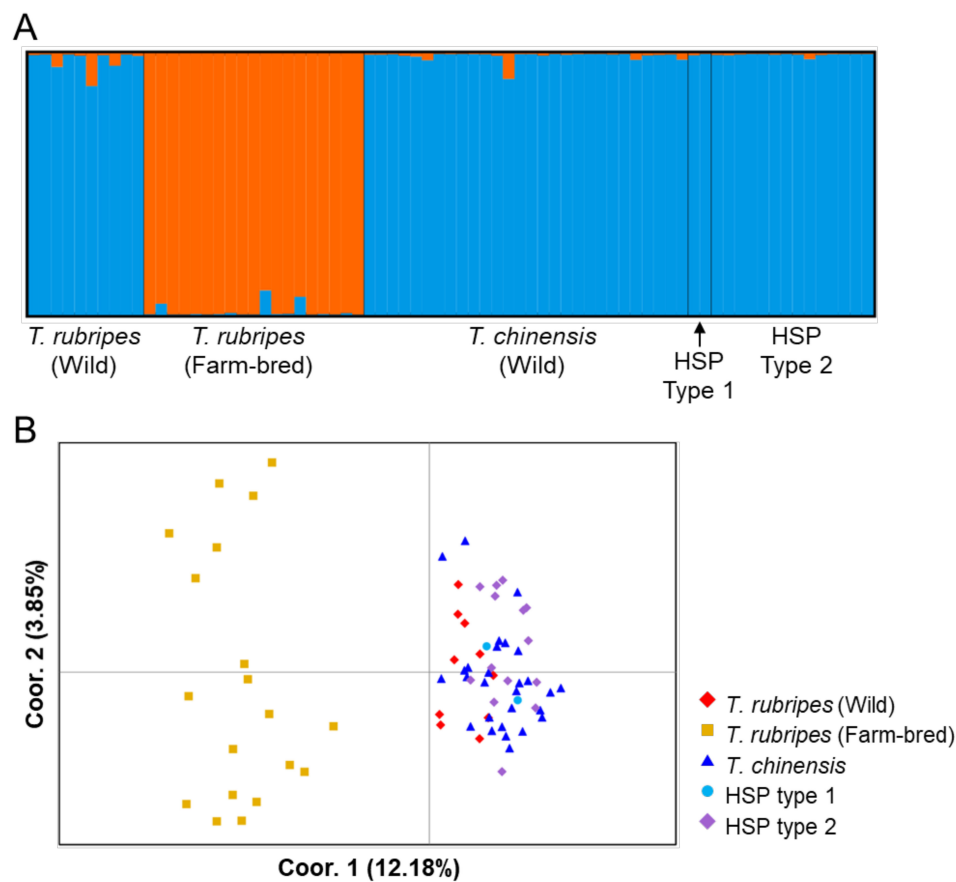 A
T. rubripes
(Wild)
T. rubripes
(Farm-bred)
T. chinensis
(Wild)
HSP
Type 1
HSP
Type 2
B
Coor. 2 (3.85%)
Coor. 1 (12.18%)
T. rubripes (Wild)
T. rubripes (Farm-bred)
T. chinensis
HSP type 1
HSP type 2